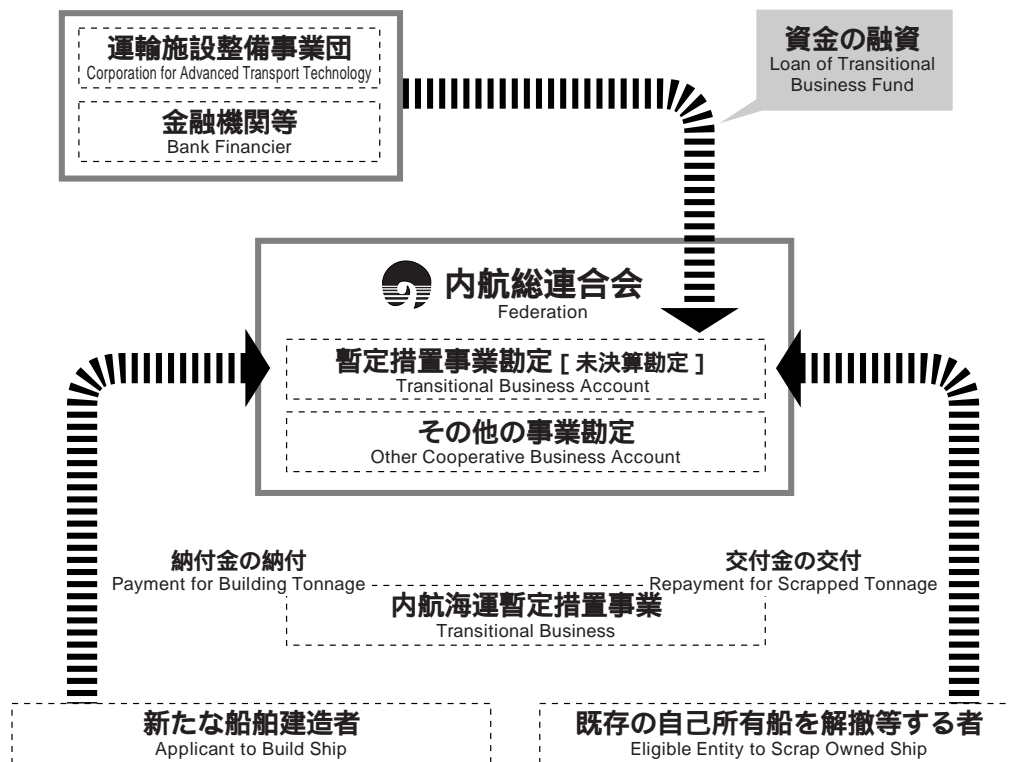 運輸施設整備事業団
Corporation for Advanced Transport Technology
金融機関等
Bank Financier
資金の融資
Loan of Transitional
Business Fund
内航総連合会
Federation
暫定措置事業勘定 [ 未決算勘定 ]
Transitional Business Account
その他の事業勘定
Other Cooperative Business Account
納付金の納付
Payment for Building Tonnage
交付金の交付
Repayment for Scrapped Tonnage
内航海運暫定措置事業
Transitional Business
新たな船舶建造者
Applicant to Build Ship
既存の自己所有船を解撤等する者
Eligible Entity to Scrap Owned Ship